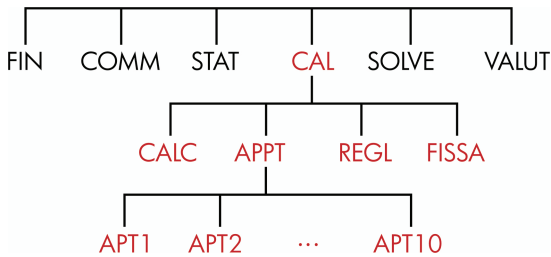 FIN COMM STAT CAL SOLVE VALUT
CALC APPT REGL FISSA
APT1 APT2 ... APT10